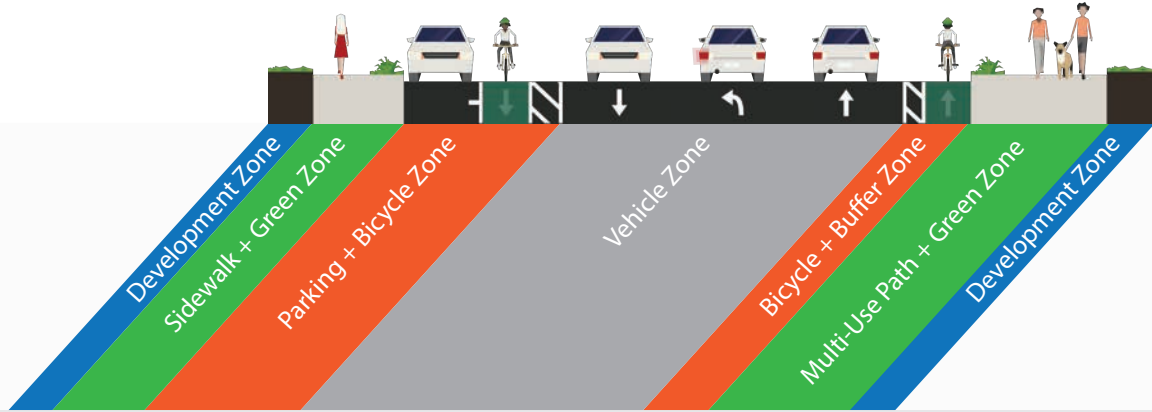 Development Zone
Sidewalk + Green Zone
Parking + Bicycle Zone
Vehicle Zone
Bicycle + Buffer Zone
Multi-Use Path + Green Zone
Development Zone